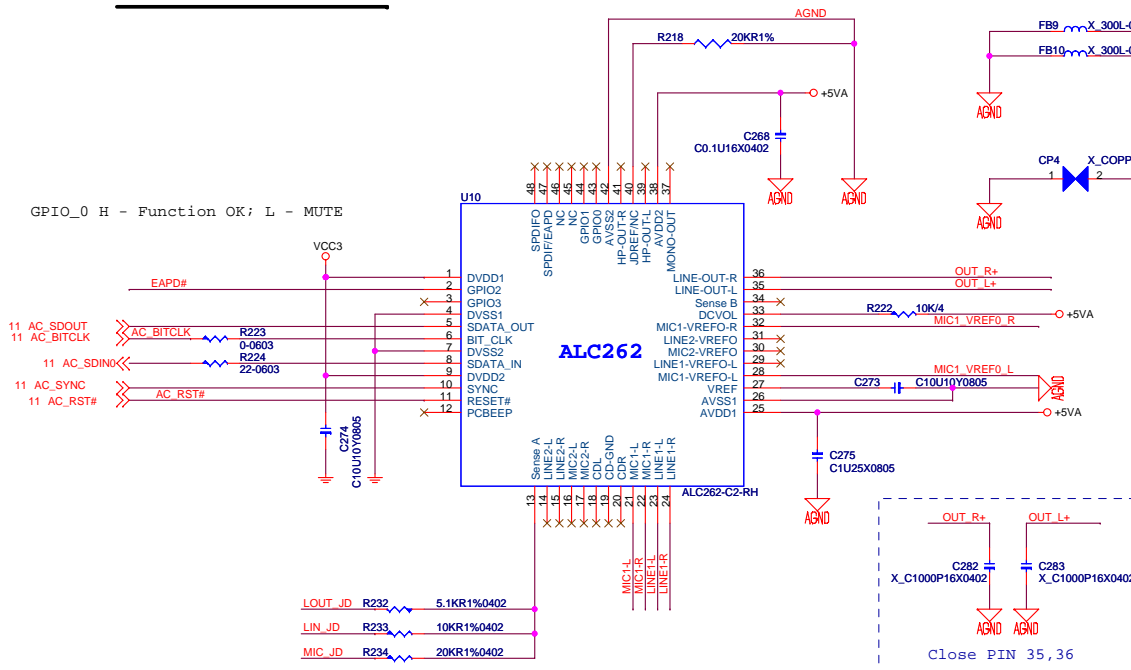 AGND
R218
20KR1%
+5VA
C268
C0.1U16X0402
AGND
AGND
FB9
X_300L-0
FB10
X_300L-0
AGND
CP4
X_COPP
1
2
AGND
GPIO_0 H - Function OK; L - MUTE
VCC3
U10
48
47
46
45
44
43
42
41
40
39
38
37
SPDIFO
SPDIF/EAPD
NC
NC
GPIO1
GPIO0
AVSS2
HP-OUT-R
JDREF/NC
HP-OUT-L
AVDD2
MONO-OUT
EAPD#
11 AC_SDOUT
11 AC_BITCLK
AC_BITCLK
R223
0-0603
11 AC_SDIN0
R224
22-0603
11 AC_SYNC
11 AC_RST#
AC_RST#
C274
C10U10Y0805
1 DVDD1
2 GPIO2
3 GPIO3
4 DVSS1
5 SDATA_OUT
6 BIT_CLK
7 DVSS2
8 SDATA_IN
9 DVDD2
10 SYNC
11 RESET#
12 PCBEEP
ALC262
LINE-OUT-R 36
LINE-OUT-L 35
Sense B 34
DCVOL 33
MIC1-VREFO-R 32
LINE2-VREFO 31
MIC2-VREFO 30
LINE1-VREFO-L 29
MIC1-VREFO-L 28
VREF 27
AVSS1 26
AVDD1 25
OUT_R+
OUT_L+
R222
10K/4
+5VA
MIC1_VREF0_R
MIC1_VREF0_L
C273
C10U10Y0805
AGND
+5VA
C275
C1U25X0805
AGND
Sense A
LINE2-L
LINE2-R
MIC2-L
MIC2-R
CDL
CD-GND
CDR
MIC1-L
MIC1-R
LINE1-L
LINE1-R
13
14
15
16
17
18
19
20
21
22
23
24
ALC262-C2-RH
MIC1-L
MIC1-R
LINE1-L
LINE1-R
LOUT_JD R232 5.1KR1%0402
LIN_JD R233 10KR1%0402
MIC_JD R234 20KR1%0402
OUT_R+
OUT_L+
C282
X_C1000P16X0402
C283
X_C1000P16X0402
AGND
AGND
Close PIN 35,36